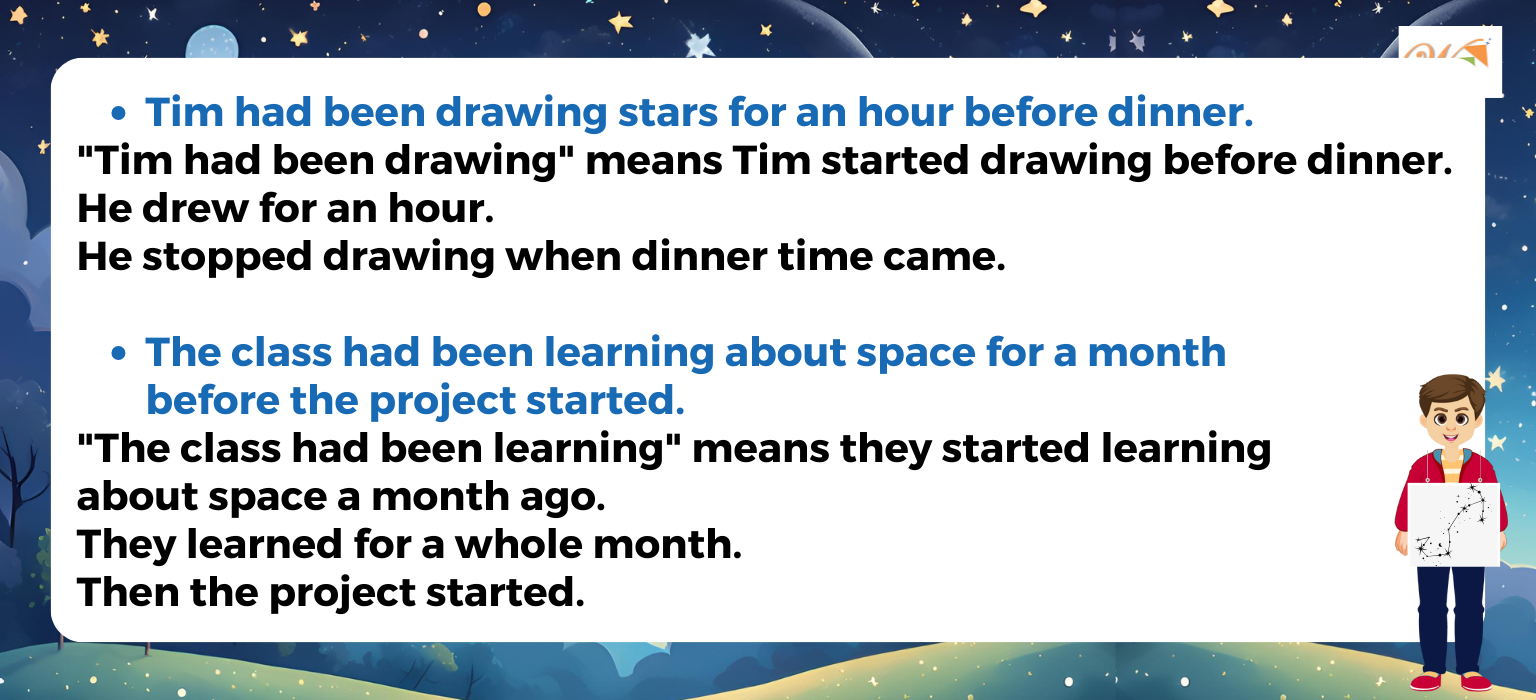 • Tim had been drawing stars for an hour before dinner.
"Tim had been drawing" means Tim started drawing before dinner.
He drew for an hour.
He stopped drawing when dinner time came.
• The class had been learning about space for a month
before the project started.
"The class had been learning" means they started learning
about space a month ago.
They learned for a whole month.
Then the project started.